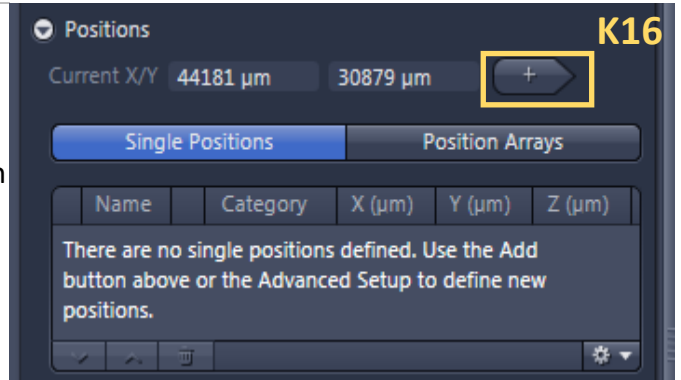 Positions
K16
Current X/Y 44181 µm 30879 µm +
Single Positions Position Arrays
Name Category X (µm) Y (µm) Z (µm)
There are no single positions defined. Use the Add
button above or the Advanced Setup to define new
positions.